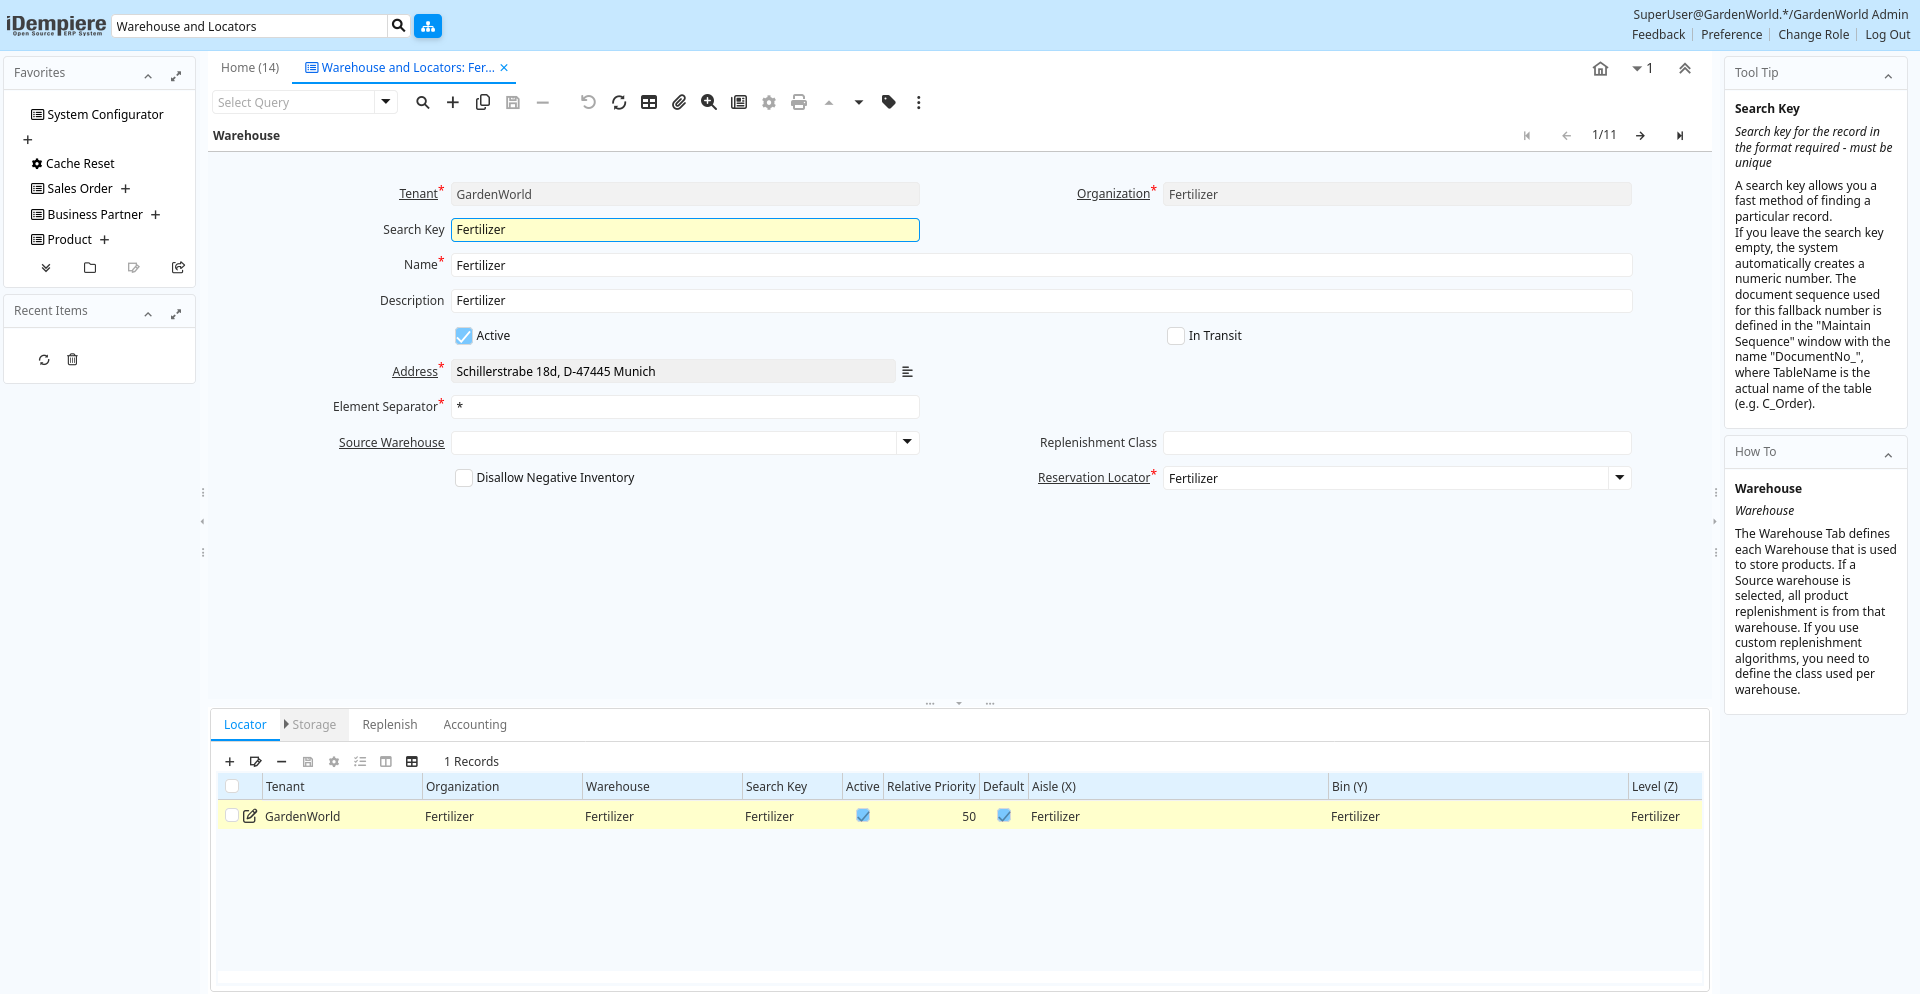 iDempiere
Open Source ERP System
Warehouse and Locators
SuperUser@GardenWorld.*/GardenWorld Admin
Feedback
Preference
Change Role
Log Out
Favorites
System Configurator
Cache Reset
Sales Order
Business Partner
Product
Recent Items
Home (14)
Warehouse and Locators: Fer...
1
Select Query
Warehouse
1/11
Tenant*
GardenWorld
Organization*
Fertilizer
Search Key
Fertilizer
Name*
Fertilizer
Description
Fertilizer
Active
In Transit
Address*
Schillerstrabe 18d, D-47445 Munich
Element Separator*
*
Source Warehouse
Replenishment Class
Disallow Negative Inventory
Reservation Locator*
Fertilizer
Locator
Storage
Replenish
Accounting
1 Records
Tenant Organization Warehouse Search Key Active Relative Priority Default Aisle (X) Bin (Y) Level (Z)
GardenWorld Fertilizer Fertilizer Fertilizer 50 Fertilizer Fertilizer Fertilizer
Tool Tip
Search Key
Search key for the record in
the format required - must be
unique
A search key allows you a
fast method of finding a
particular record.
If you leave the search key
empty, the system
automatically creates a
numeric number. The
document sequence used
for this fallback number is
defined in the "Maintain
Sequence" window with the
name "DocumentNo_",
where TableName is the
actual name of the table
(e.g. C_Order).
How To
Warehouse
Warehouse
The Warehouse Tab defines
each Warehouse that is used
to store products. If a
Source warehouse is
selected, all product
replenishment is from that
warehouse. If you use
custom replenishment
algorithms, you need to
define the class used per
warehouse.